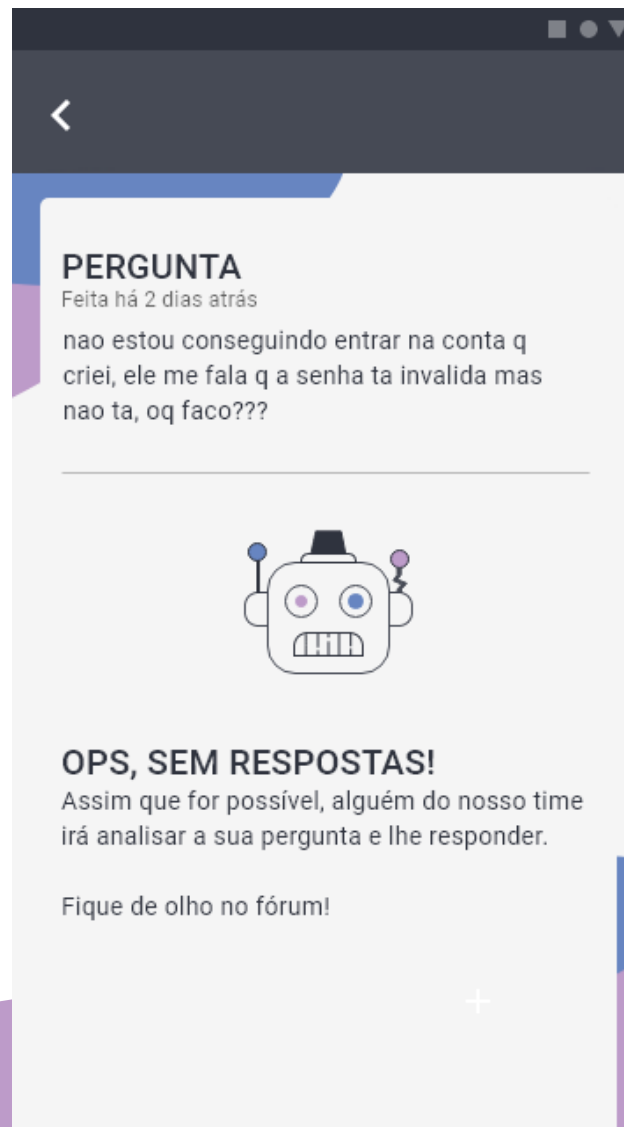 PERGUNTA
Feita há 2 dias atrás
nao estou conseguindo entrar na conta q
criei, ele me fala q a senha ta invalida mas
nao ta, oq faco???
OPS, SEM RESPOSTAS!
Assim que for possível, alguém do nosso time
irá analisar a sua pergunta e lhe responder.
Fique de olho no fórum!